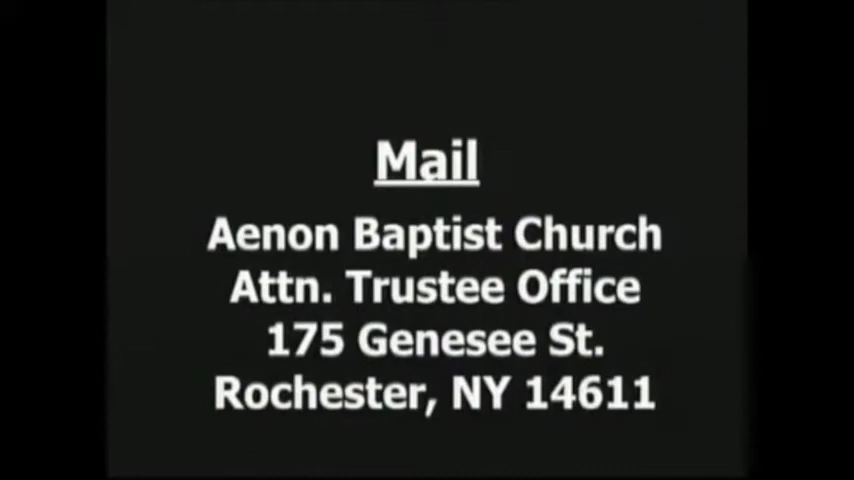 Mail
Aenon Baptist Church
Attn. Trustee Office
175 Genesee St.
Rochester, NY 14611